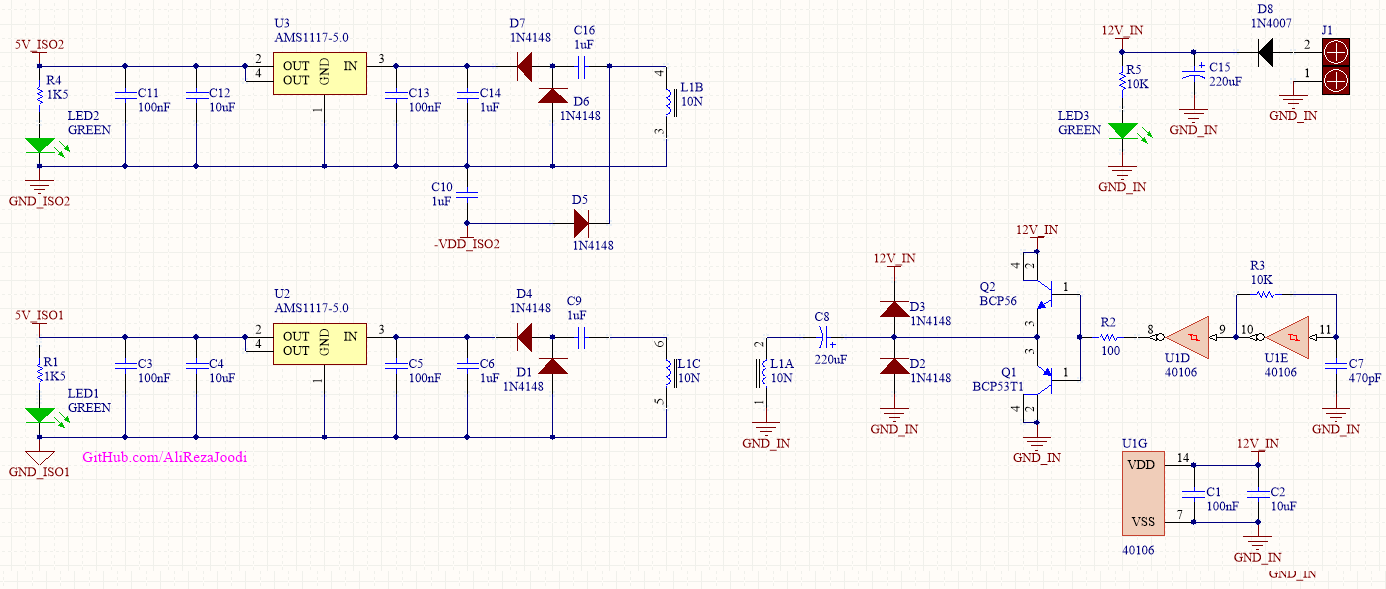 5V_ISO2
R4
1K5
LED2
GREEN
GND_ISO2
C11
100nF
C12
10uF
U3
AMS1117-5.0
2
4
OUT
OUT
GND
IN
3
1
C13
100nF
C14
1uF
D7
1N4148
C16
1uF
D6
1N4148
4
L1B
10N
3
C10
1uF
-VDD_ISO2
D5
1N4148
12V_IN
R5
10K
LED3
GREEN
GND_IN
C15
220uF
+
GND_IN
D8
1N4007
J1
2
1
GND_IN
5V_ISO1
R1
1K5
LED1
GREEN
GND_ISO1
C3
100nF
C4
10uF
U2
AMS1117-5.0
2
4
OUT
OUT
GND
IN
3
1
C5
100nF
C6
1uF
D4
1N4148
C9
1uF
D1
1N4148
6
L1C
10N
5
GitHub.com/AliRezaJoodi
2
L1A
10N
1
GND_IN
C8
+
220uF
12V_IN
D3
1N4148
D2
1N4148
GND_IN
12V_IN
4
2
Q2
BCP56
1
3
3
Q1
BCP53T1
1
4
2
GND_IN
R2
100
8
9
U1D
40106
R3
10K
10
11
U1E
40106
C7
470pF
GND_IN
U1G
VDD
14
VSS
7
40106
12V_IN
C1
100nF
C2
10uF
GND_IN
GND_IN